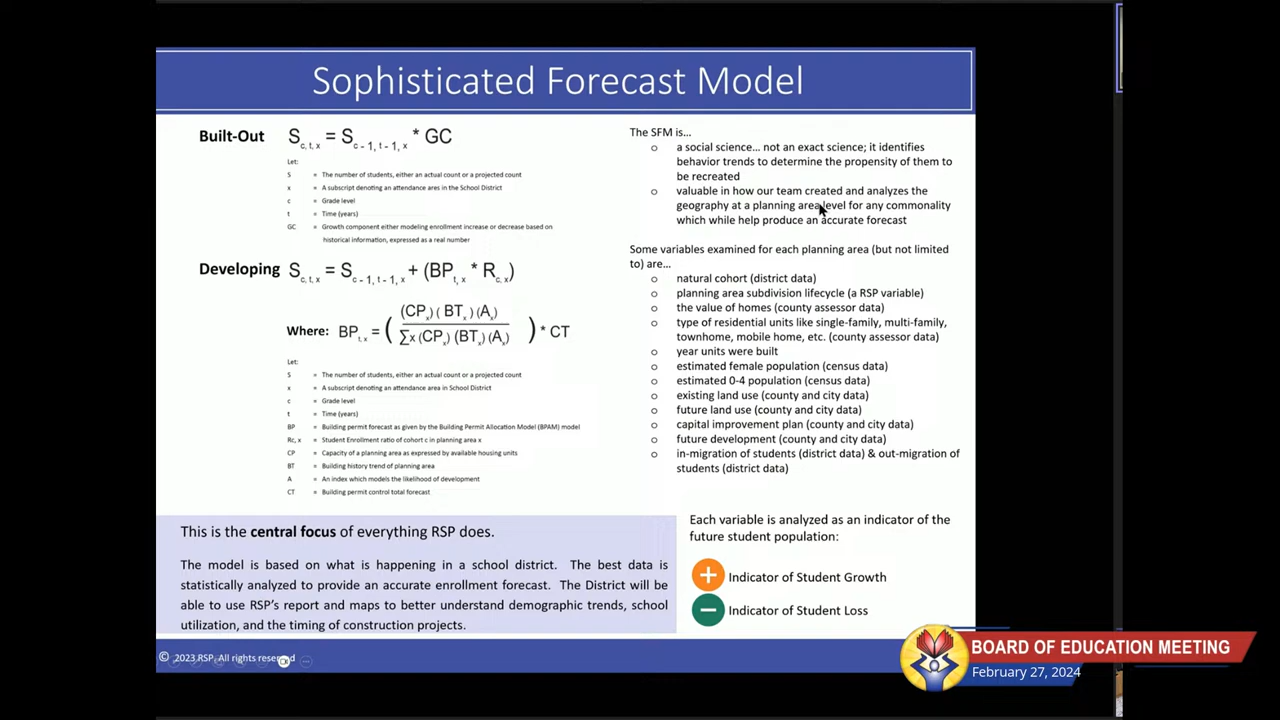 Sophisticated Forecast Model
Built-Out S c, t, x = S c - 1, t - 1, x * GC
Let:
S = The number of students, either an actual count or a projected count
x = A subscript denoting an attendance ares in the School District
c = Grade level
t = Time (years)
GC = Growth component either modeling enrollment increase or decrease based on
historical information, expressed as a real number
Developing S c, t, x = S c - 1, t - 1, x + (BP t, x * R c, x)
Where: BP t, x = ( (CP x) ( BT x) (A x) / ∑x (CP x) (BT x) (A x) ) * CT
Let:
S = The number of students, either an actual count or a projected count
x = A subscript denoting an attendance area in School District
c = Grade level
t = Time (years)
BP = Building permit forecast as given by the Building Permit Allocation Model (BPAM) model
Rc, x = Student Enrollment ratio of cohort c in planning area x
CP = Capacity of a planning area as expressed by available housing units
BT = Building history trend of planning area
A = An index which models the likelihood of development
CT = Building permit control total forecast
The SFM is...
o a social science... not an exact science; it identifies
behavior trends to determine the propensity of them to
be recreated
o valuable in how our team created and analyzes the
geography at a planning area level for any commonality
which while help produce an accurate forecast
Some variables examined for each planning area (but not limited
to) are...
o natural cohort (district data)
o planning area subdivision lifecycle (a RSP variable)
o the value of homes (county assessor data)
o type of residential units like single-family, multi-family,
townhome, mobile home, etc. (county assessor data)
o year units were built
o estimated female population (census data)
o estimated 0-4 population (census data)
o existing land use (county and city data)
o future land use (county and city data)
o capital improvement plan (county and city data)
o future development (county and city data)
o in-migration of students (district data) & out-migration of
students (district data)
This is the central focus of everything RSP does.
The model is based on what is happening in a school district. The best data is
statistically analyzed to provide an accurate enrollment forecast. The District will be
able to use RSP's report and maps to better understand demographic trends, school
utilization, and the timing of construction projects.
Each variable is analyzed as an indicator of the
future student population:
+ Indicator of Student Growth
− Indicator of Student Loss
© 2023 RSP. All rights reserved
BOARD OF EDUCATION MEETING
February 27, 2024